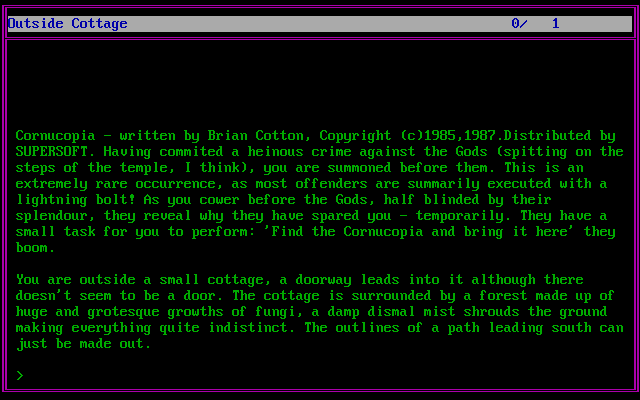 Outside Cottage 0/ 1
Cornucopia - written by Brian Cotton, Copyright (c)1985,1987.Distributed by
SUPERSOFT. Having commited a heinous crime against the Gods (spitting on the
steps of the temple, I think), you are summoned before them. This is an
extremely rare occurrence, as most offenders are summarily executed with a
lightning bolt! As you cower before the Gods, half blinded by their
splendour, they reveal why they have spared you - temporarily. They have a
small task for you to perform: 'Find the Cornucopia and bring it here' they
boom.
You are outside a small cottage, a doorway leads into it although there
doesn't seem to be a door. The cottage is surrounded by a forest made up of
huge and grotesque growths of fungi, a damp dismal mist shrouds the ground
making everything quite indistinct. The outlines of a path leading south can
just be made out.
>